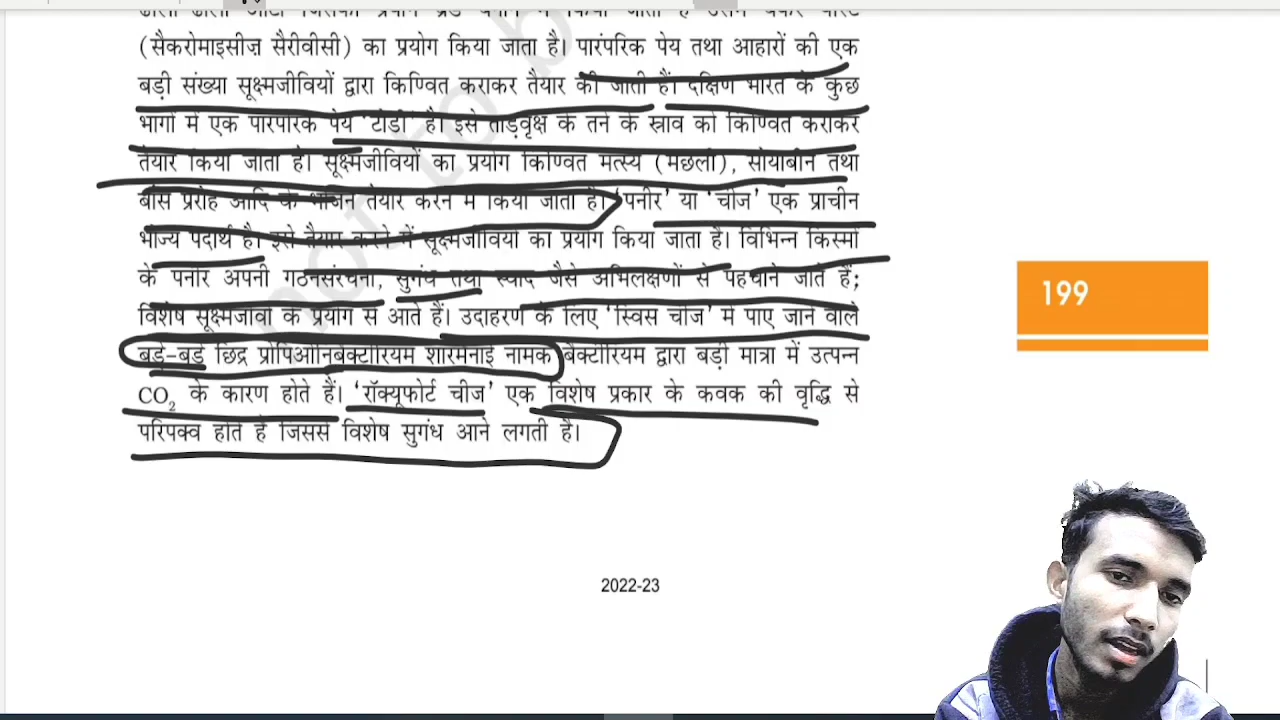 (सैकरोमाइसीज़ सैरीवीसी) का प्रयोग किया जाता है। पारंपरिक पेय तथा आहारों की एक
बड़ी संख्या सूक्ष्मजीवियों द्वारा किण्वित कराकर तैयार की जाती हैं। दक्षिण भारत के कुछ
भागों में एक पारंपरिक पेय 'टोडी' है। इसे ताड़वृक्ष के तने के स्राव को किण्वित कराकर
तैयार किया जाता है। सूक्ष्मजीवियों का प्रयोग किण्वित मत्स्य (मछली), सोयाबीन तथा
बाँस प्ररोह आदि के भोजन तैयार करने में किया जाता है। 'पनीर' या 'चीज' एक प्राचीन
भोज्य पदार्थ है। इसे तैयार करने में सूक्ष्मजीवियों का प्रयोग किया जाता है। विभिन्न किस्मों
के पनीर अपनी गठनसंरचना, सुगंध तथा स्वाद जैसे अभिलक्षणों से पहचाने जाते हैं;
विशेष सूक्ष्मजीवों के प्रयोग से आते हैं। उदाहरण के लिए 'स्विस चीज' में पाए जाने वाले
बड़े-बड़े छिद्र प्रोपिओनिबैक्टीरियम शारमैनाई नामक बैक्टीरियम द्वारा बड़ी मात्रा में उत्पन्न
CO2 के कारण होते हैं। 'रॉक्यूफोर्ट चीज' एक विशेष प्रकार के कवक की वृद्धि से
परिपक्व होते हैं जिससे विशेष सुगंध आने लगती है।
199
2022-23